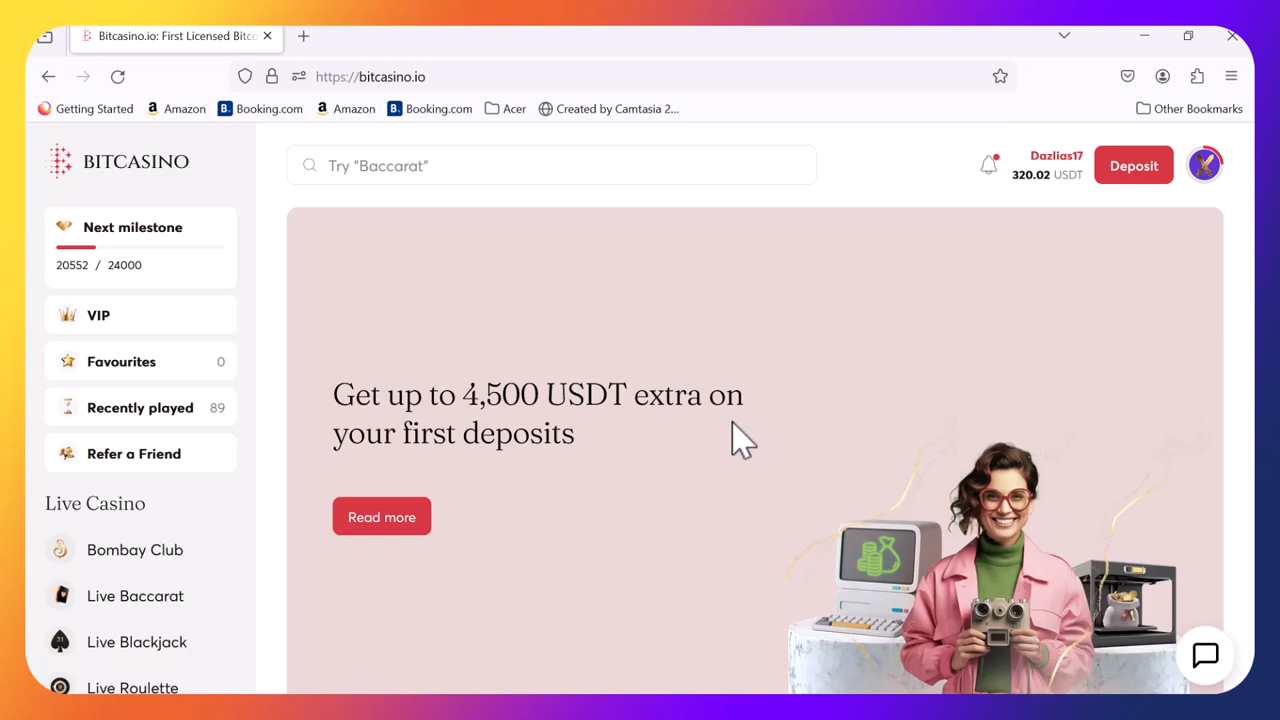 Bitcasino.io: First Licensed Bitco
https://bitcasino.io
Getting Started
Amazon
B. Booking.com
Amazon
B. Booking.com
Acer
Created by Camtasia 2...
Other Bookmarks
BITCASINO
Try "Baccarat"
Dazlias17
320.02 USDT
Deposit
Next milestone
20552 / 24000
VIP
Favourites 0
Recently played 89
Refer a Friend
Live Casino
Bombay Club
Live Baccarat
21
Live Blackjack
Live Roulette
Get up to 4,500 USDT extra on
your first deposits
Read more